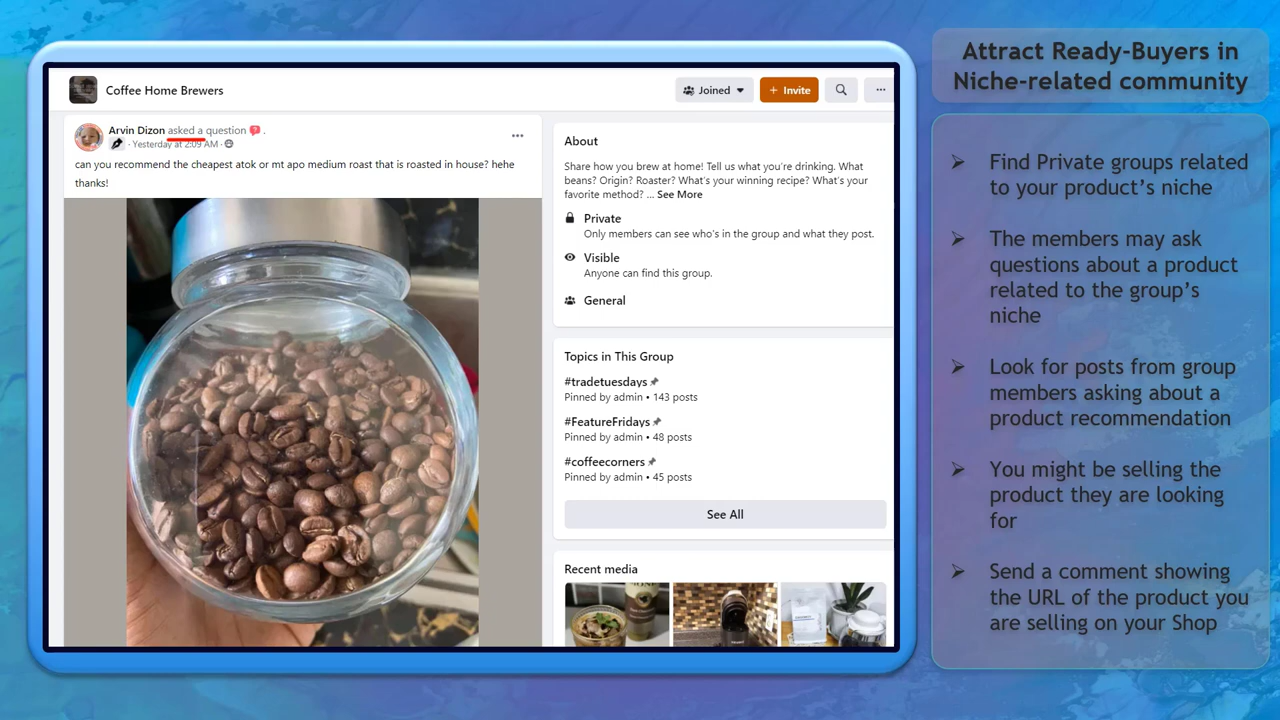 Coffee Home Brewers
Joined
+ Invite
Arvin Dizon asked a question
Yesterday at 2:09 AM
can you recommend the cheapest atok or mt apo medium roast that is roasted in house? hehe
thanks!
About
Share how you brew at home! Tell us what you're drinking. What
beans? Origin? Roaster? What's your winning recipe? What's your
favorite method? ... See More
Private
Only members can see who's in the group and what they post.
Visible
Anyone can find this group.
General
Topics in This Group
#tradetuesdays
Pinned by admin • 143 posts
#FeatureFridays
Pinned by admin • 48 posts
#coffeecorners
Pinned by admin • 45 posts
See All
Recent media
Attract Ready-Buyers in
Niche-related community
Find Private groups related
to your product's niche
The members may ask
questions about a product
related to the group's
niche
Look for posts from group
members asking about a
product recommendation
You might be selling the
product they are looking
for
Send a comment showing
the URL of the product you
are selling on your Shop